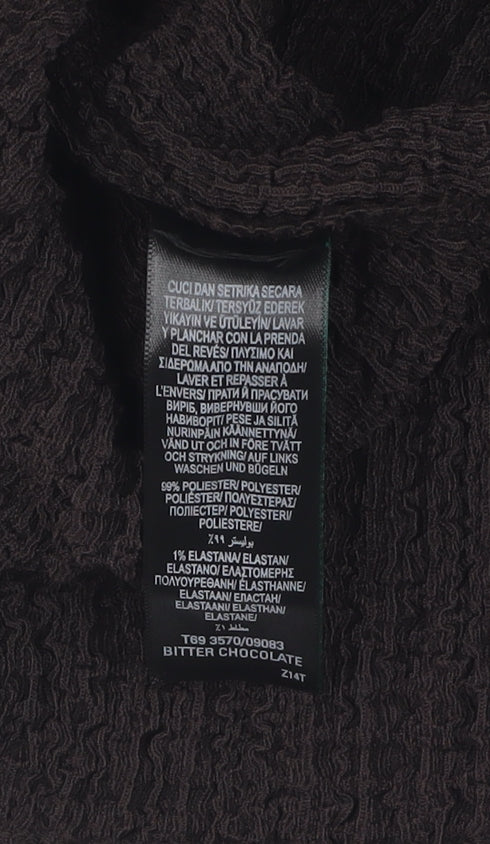 CUCI DAN SETRIKA SECARA
TERBALIK/ TERSYÜZ EDEREK
YIKAYIN VE ÜTÜLEYİN/ LAVAR
Y PLANCHAR CON LA PRENDA
DEL REVÉS/ ΠΛΥΣΙΜΟ ΚΑΙ
ΣΙΔΕΡΩΜΑ ΑΠΟ ΤΗΝ ΑΝΑΠΟΔΗ/
LAVER ET REPASSER À
L'ENVERS/ ПРАТИ Й ПРАСУВАТИ
ВИРІБ, ВИВЕРНУВШИ ЙОГО
НАВИВОРІТ/ PESE JA SILITÄ
NURINPÄIN KÄÄNNETTYNÄ/
VÄND UT OCH IN FÖRE TVÄTT
OCH STRYKNING/ AUF LINKS
WASCHEN UND BÜGELN
99% POLIESTER/ POLYESTER/
POLIÉSTER/ ΠΟΛΥΕΣΤΕΡΑΣ/
ПОЛІЕСТЕР/ POLYESTERI/
POLIESTERE/
بوليستر ٩٩٪
1% ELASTANA/ ELASTAN/
ELASTANO/ ΕΛΑΣΤΟΜΕΡΗΣ
ΠΟΛΥΟΥΡΕΘΑΝΗ/ ÉLASTHANNE/
ELASTAAN/ ЕЛАСТАН/
ELASTAANI/ ELASTHAN/
ELASTANE/
١٪
T69 3570/09083
BITTER CHOCOLATE
Z14T